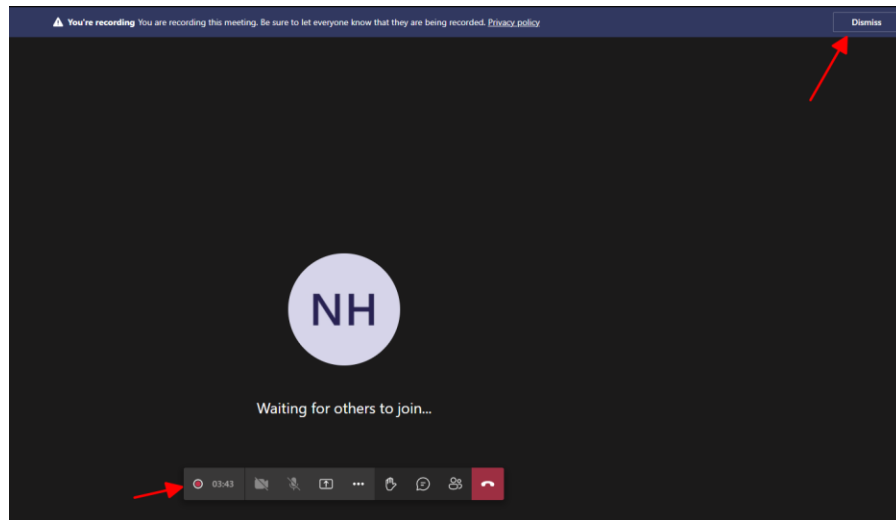 You're recording You are recording this meeting. Be sure to let everyone know that they are being recorded. Privacy policy Dismiss
NH
Waiting for others to join...
03:43